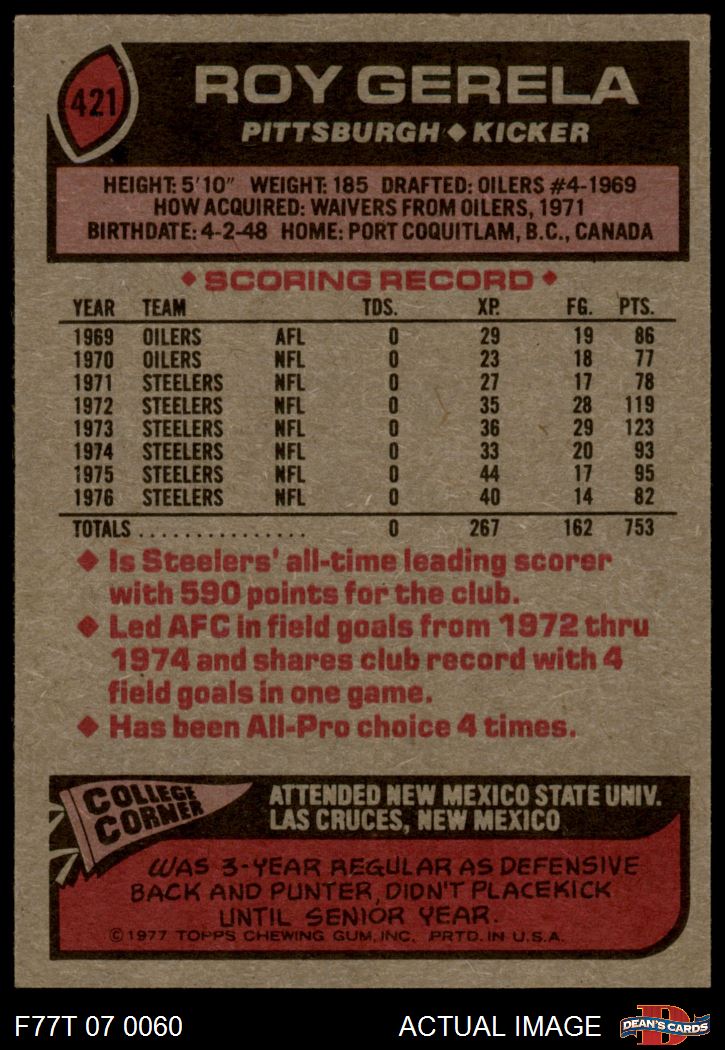 421
ROY GERELA
PITTSBURGH ◆ KICKER
HEIGHT: 5'10" WEIGHT: 185 DRAFTED: OILERS #4-1969
HOW ACQUIRED: WAIVERS FROM OILERS, 1971
BIRTHDATE: 4-2-48 HOME: PORT COQUITLAM, B.C., CANADA
◆ SCORING RECORD ◆
YEAR TEAM TDS. XP. FG. PTS.
1969 OILERS AFL 0 29 19 86
1970 OILERS NFL 0 23 18 77
1971 STEELERS NFL 0 27 17 78
1972 STEELERS NFL 0 35 28 119
1973 STEELERS NFL 0 36 29 123
1974 STEELERS NFL 0 33 20 93
1975 STEELERS NFL 0 44 17 95
1976 STEELERS NFL 0 40 14 82
TOTALS ............... 0 267 162 753
◆ Is Steelers' all-time leading scorer
with 590 points for the club.
◆ Led AFC in field goals from 1972 thru
1974 and shares club record with 4
field goals in one game.
◆ Has been All-Pro choice 4 times.
COLLEGE
CORNER
ATTENDED NEW MEXICO STATE UNIV.
LAS CRUCES, NEW MEXICO
WAS 3-YEAR REGULAR AS DEFENSIVE
BACK AND PUNTER, DIDN'T PLACEKICK
UNTIL SENIOR YEAR.
©1977 TOPPS CHEWING GUM, INC. PRTD. IN U.S.A.
F77T 07 0060 ACTUAL IMAGE
D
DEAN'S CARDS